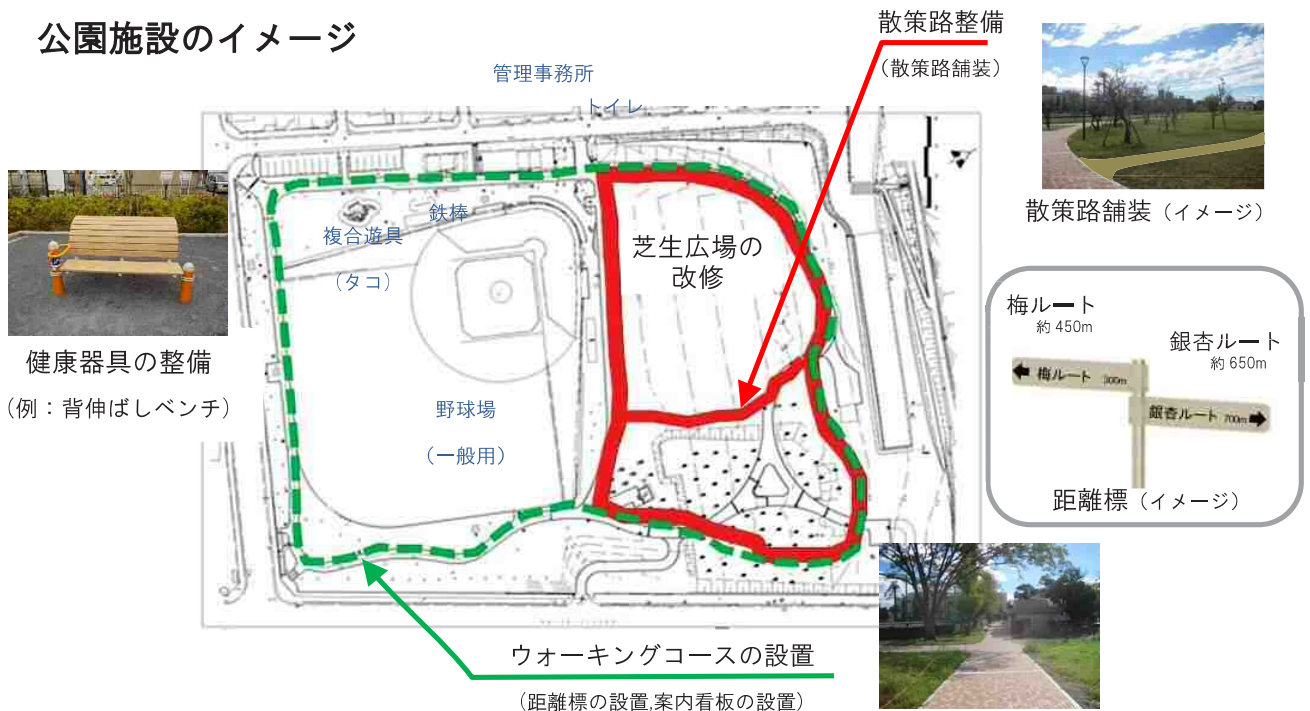 公園施設のイメージ
散策路整備
(散策路舗装)
管理事務所
トイレ
散策路舗装（イメージ）
鉄棒
複合遊具
(タコ)
芝生広場の
改修
健康器具の整備
(例：背伸ばしベンチ)
野球場
(一般用)
梅ルート
約 450m
銀杏ルート
約 650m
梅ルート 300m
銀杏ルート 700m
距離標（イメージ）
ウォーキングコースの設置
(距離標の設置,案内看板の設置)